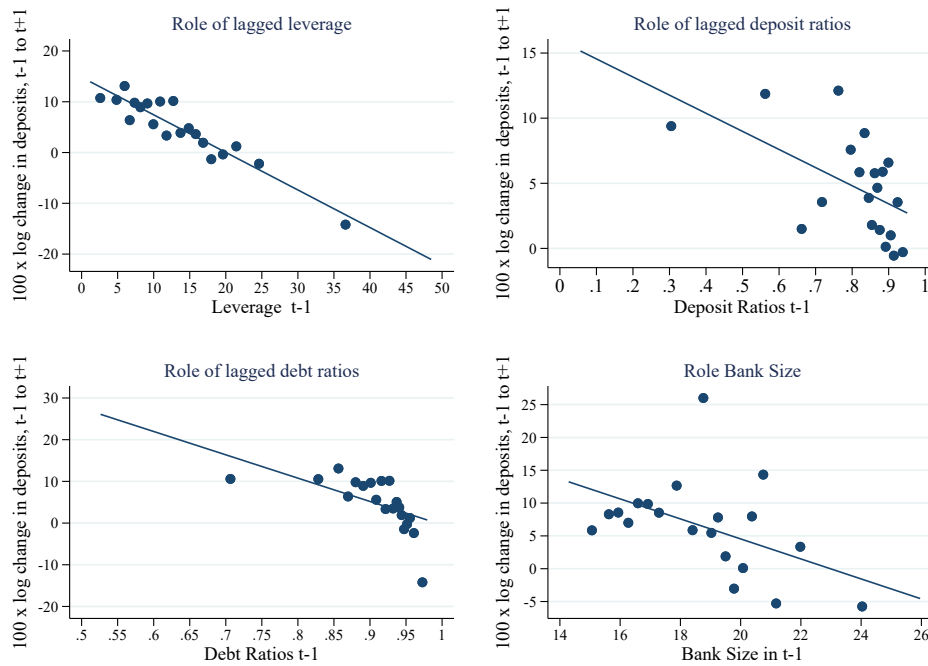 Role of lagged leverage
100 x log change in deposits, t-1 to t+1
20
10
0
-10
-20
0 5 10 15 20 25 30 35 40 45 50
Leverage t-1
Role of lagged deposit ratios
100 x log change in deposits, t-1 to t+1
15
10
5
0
0 .1 .2 .3 .4 .5 .6 .7 .8 .9 1
Deposit Ratios t-1
Role of lagged debt ratios
100 x log change in deposits, t-1 to t+1
30
20
10
0
-10
-20
.5 .55 .6 .65 .7 .75 .8 .85 .9 .95 1
Debt Ratios t-1
Role Bank Size
100 x log change in deposits, t-1 to t+1
25
20
15
10
5
0
-5
14 16 18 20 22 24 26
Bank Size in t-1